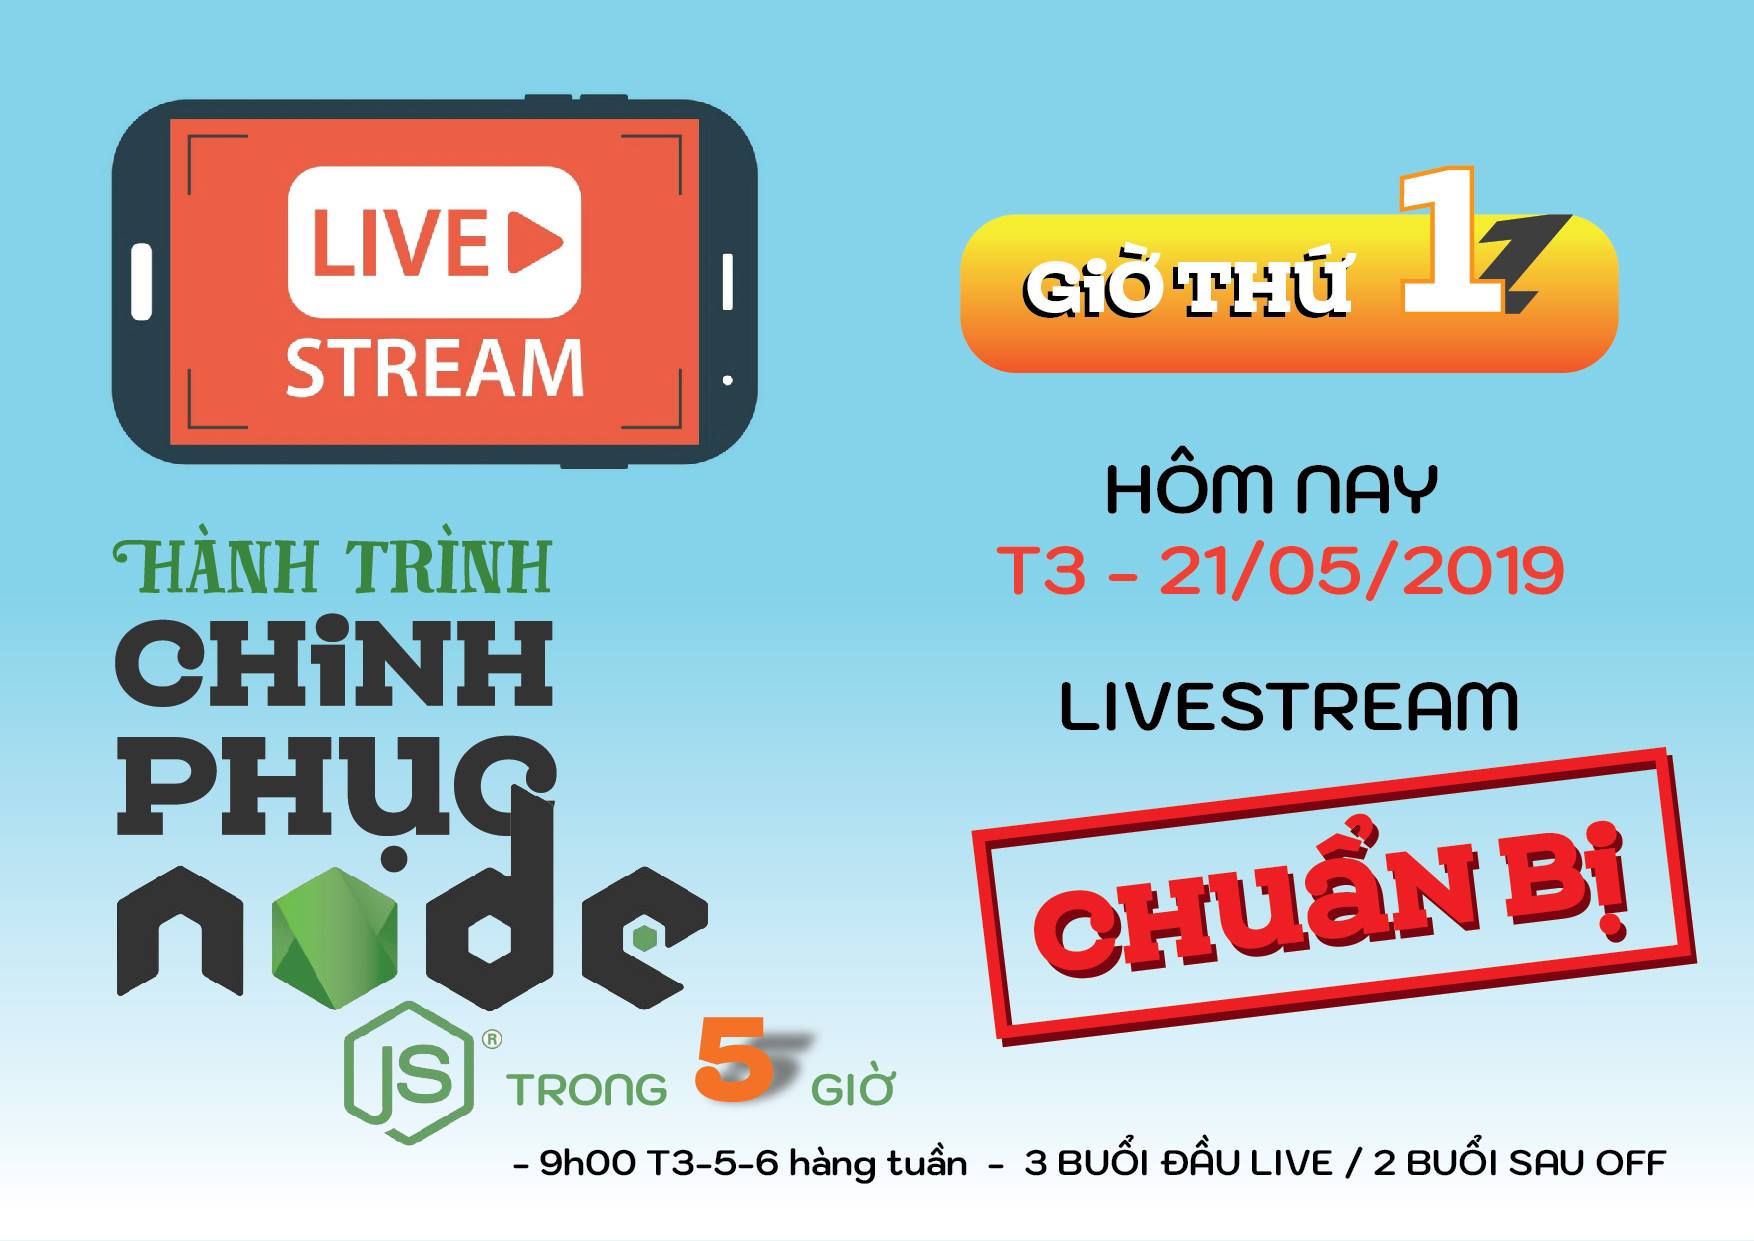 LIVE
STREAM
HÀNH TRÌNH
CHiNH
PHỤC
node
JS ®
TRONG 5 GIỜ
GiỜ THỨ 1
HÔM NAY
T3 - 21/05/2019
LIVESTREAM
CHUẨN Bị
- 9h00 T3-5-6 hàng tuần - 3 BUỔI ĐẦU LIVE / 2 BUỔI SAU OFF